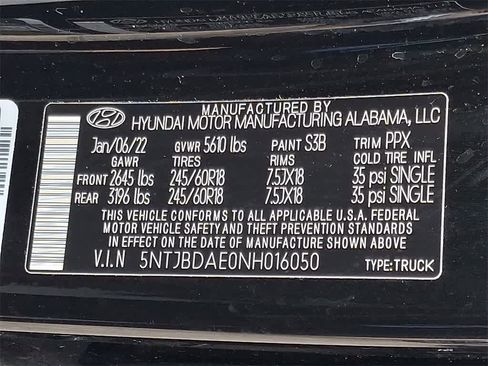 MANUFACTURED BY
HYUNDAI MOTOR MANUFACTURING ALABAMA, LLC
Jan/06/22 GVWR 5610 lbs PAINT S3B TRIM PPX
GAWR TIRES RIMS COLD TIRE INFL
FRONT 2645 lbs 245/60R18 7.5JX18 35 psi SINGLE
REAR 3196 lbs 245/60R18 7.5JX18 35 psi SINGLE
THIS VEHICLE CONFORMS TO ALL APPLICABLE U.S.A. FEDERAL
MOTOR VEHICLE SAFETY AND THEFT PREVENTION STANDARDS
IN EFFECT ON THE DATE OF MANUFACTURE SHOWN ABOVE.
V.I.N 5NTJBDAE0NH016050 TYPE:TRUCK